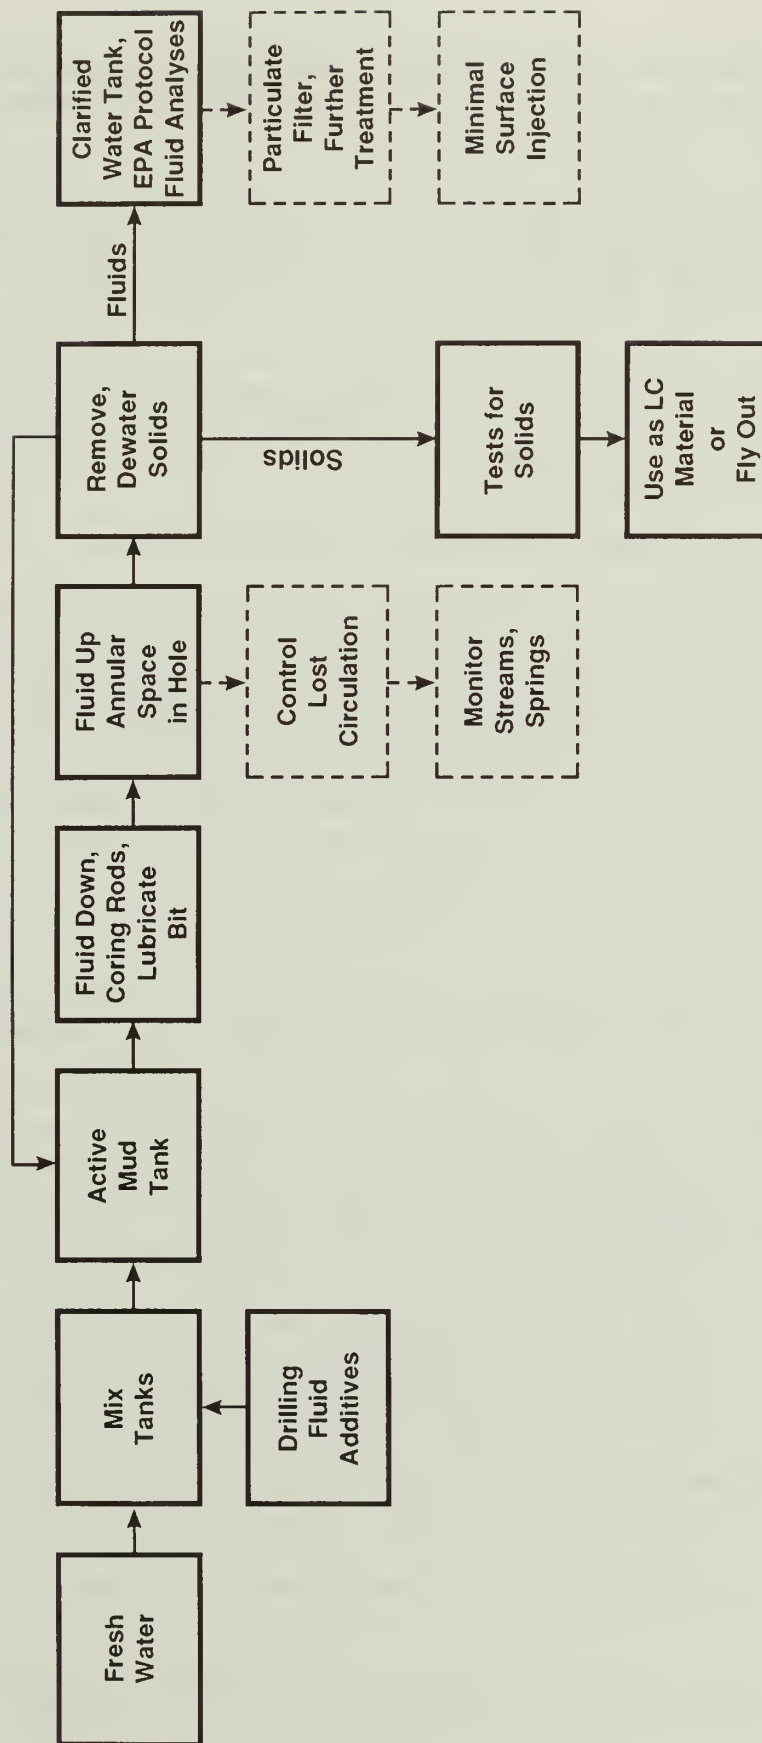 Fresh
Water
Mix
Tanks
Drilling
Fluid
Additives
Active
Mud
Tank
Fluid Down,
Coring Rods,
Lubricate
Bit
Fluid Up
Annular
Space
in Hole
Control
Lost
Circulation
Monitor
Streams,
Springs
Remove,
Dewater
Solids
Solids
Tests for
Solids
Use as LC
Material
or
Fly Out
Fluids
Clarified
Water Tank,
EPA Protocol
Fluid Analyses
Particulate
Filter,
Further
Treatment
Minimal
Surface
Injection